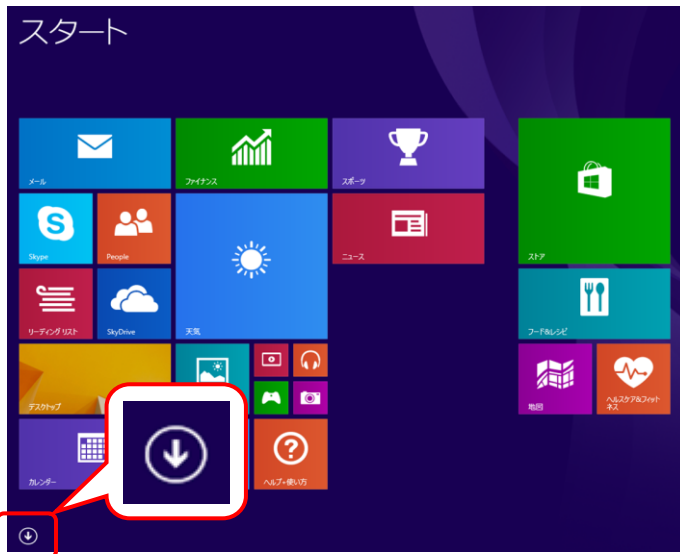 スタート
メール
ファイナンス
スポーツ
Skype
People
ニュース
ストア
リーディング リスト
SkyDrive
天気
フード&レシピ
デスクトップ
地図
ヘルスケア&フィット
ネス
カレンダー
ヘルプ+使い方